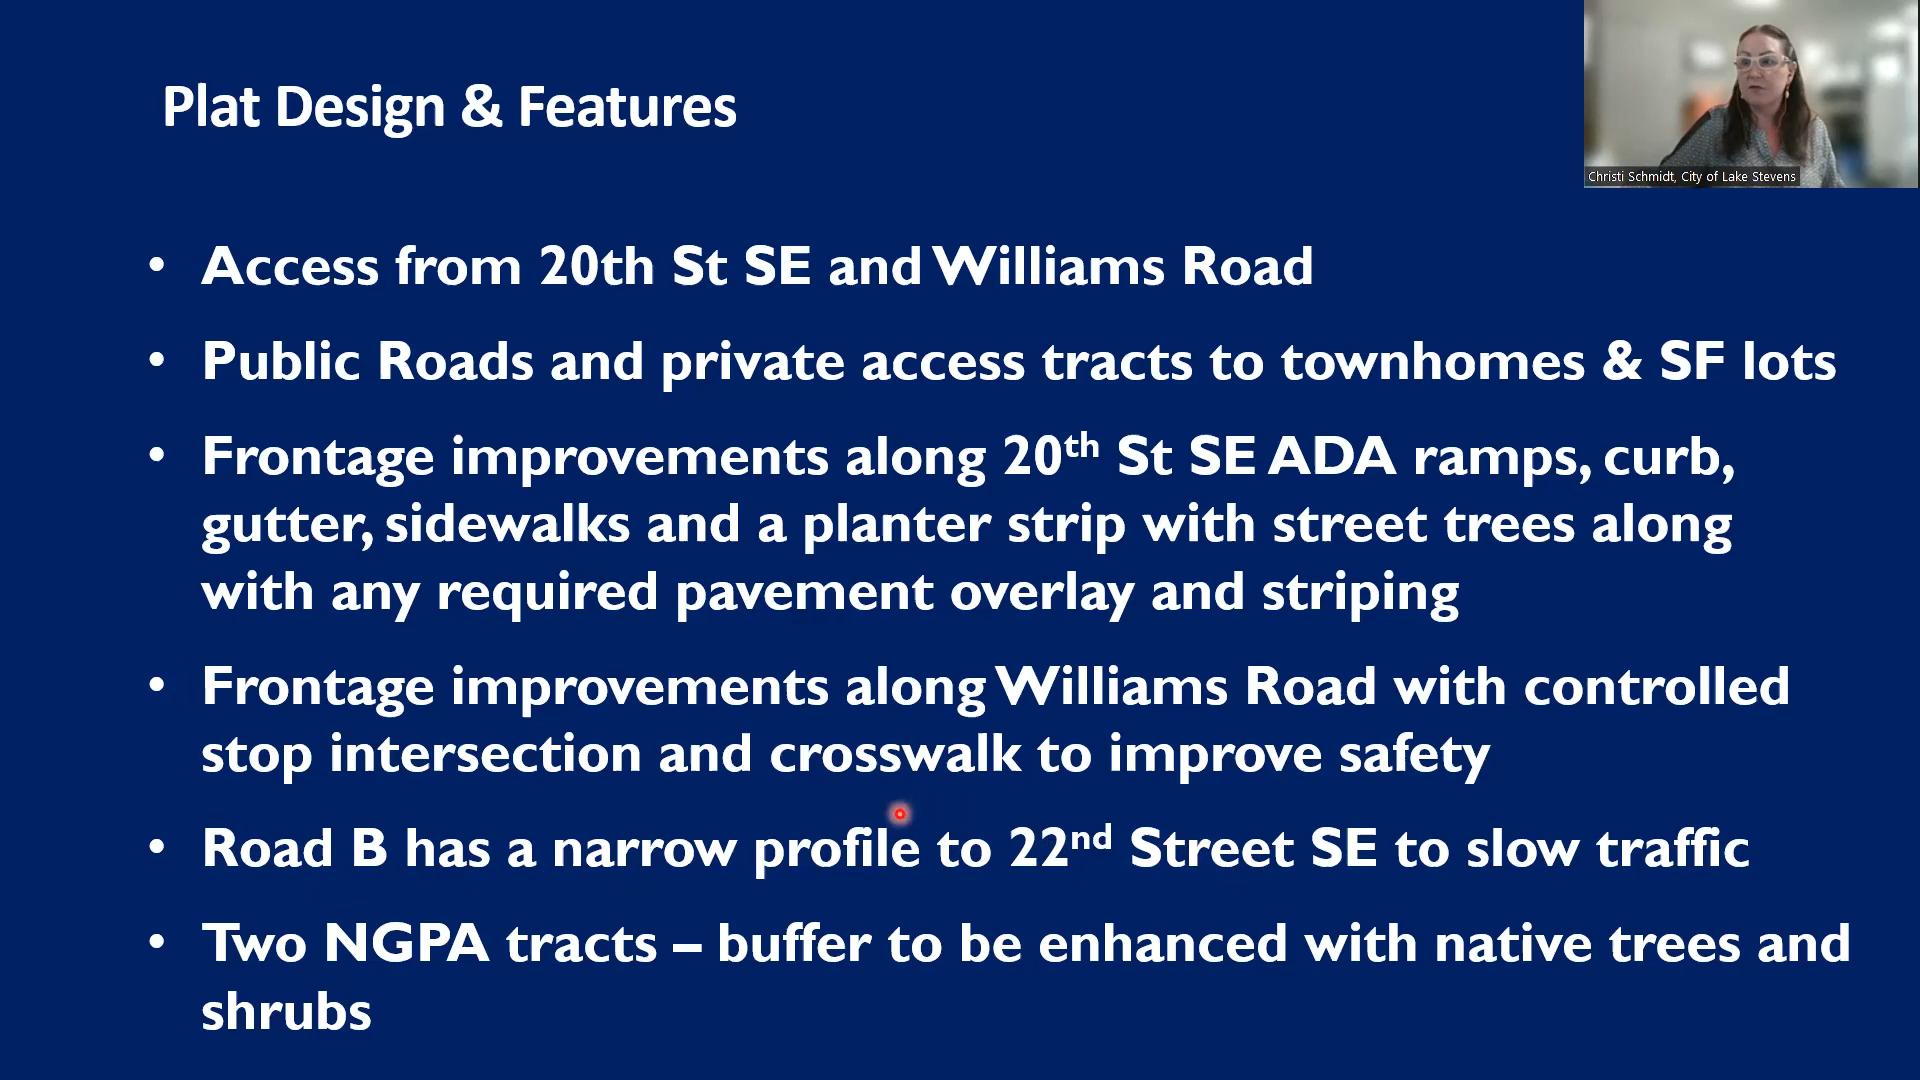 Plat Design & Features
Christi Schmidt, City of Lake Stevens
• Access from 20th St SE and Williams Road
• Public Roads and private access tracts to townhomes & SF lots
• Frontage improvements along 20th St SE ADA ramps, curb,
gutter, sidewalks and a planter strip with street trees along
with any required pavement overlay and striping
• Frontage improvements along Williams Road with controlled
stop intersection and crosswalk to improve safety
• Road B has a narrow profile to 22nd Street SE to slow traffic
• Two NGPA tracts – buffer to be enhanced with native trees and
shrubs